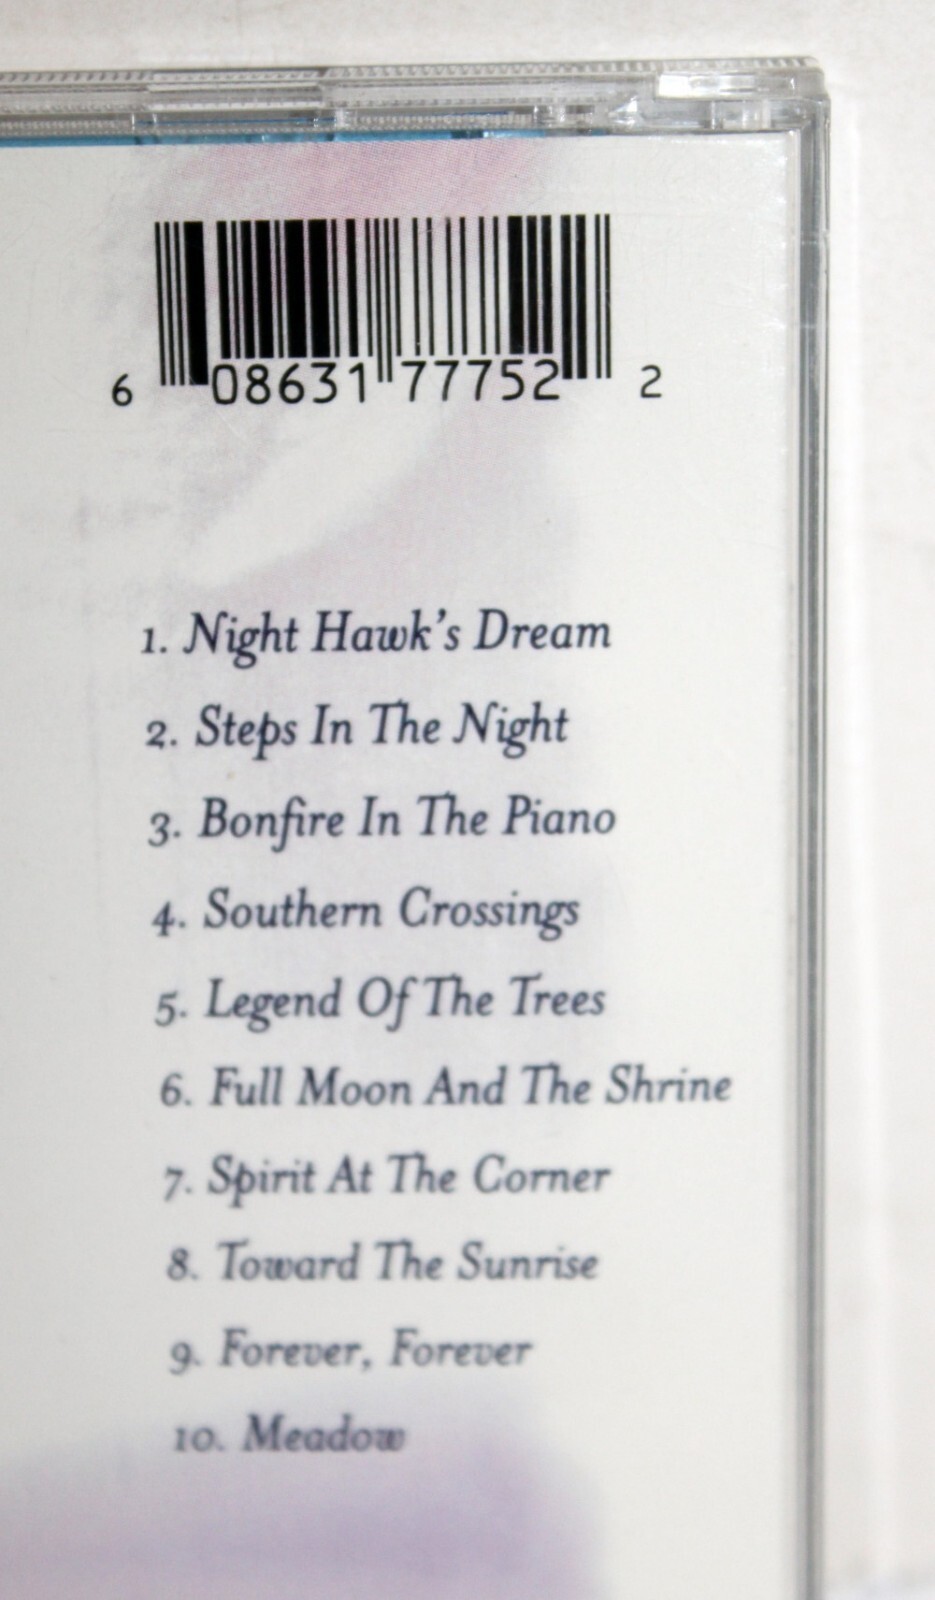 6 08631 77752 2
1. Night Hawk's Dream
2. Steps In The Night
3. Bonfire In The Piano
4. Southern Crossings
5. Legend Of The Trees
6. Full Moon And The Shrine
7. Spirit At The Corner
8. Toward The Sunrise
9. Forever, Forever
10. Meadow